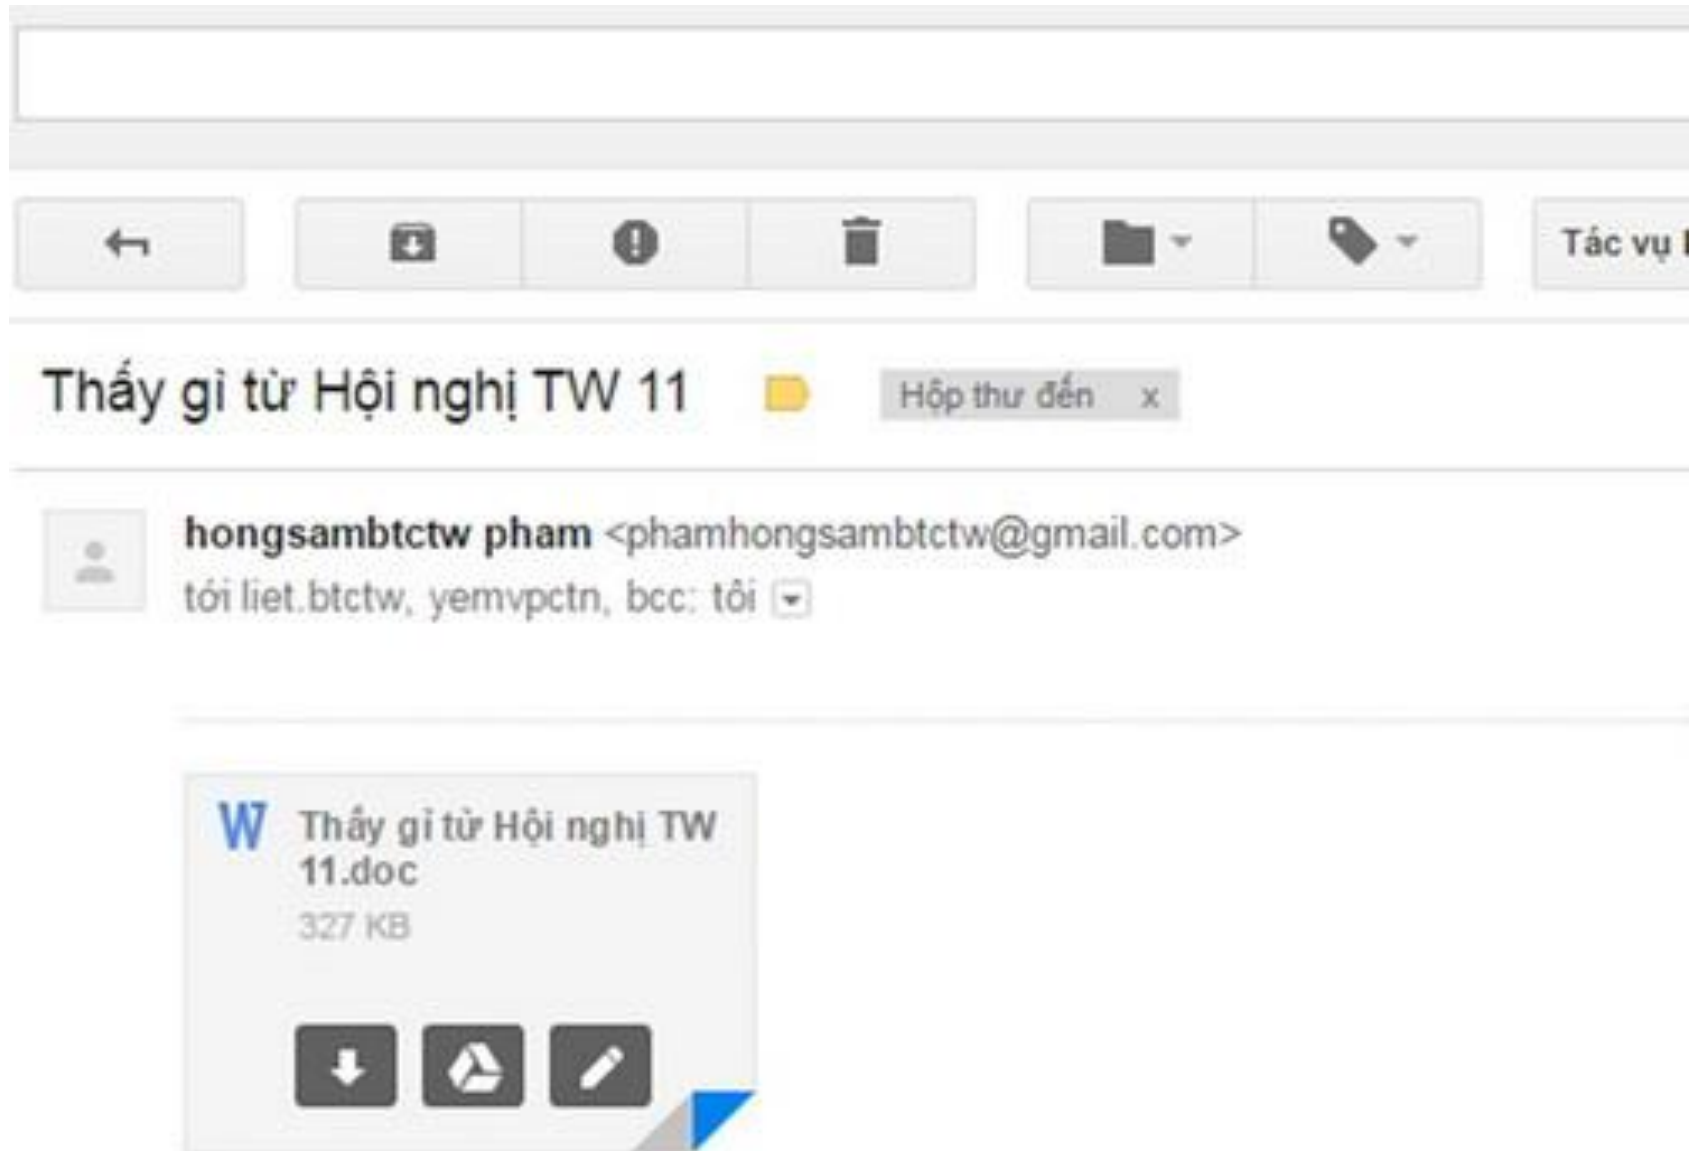 Tác vụ
Thấy gì từ Hội nghị TW 11
Hộp thư đến x
hongsambtctw pham <phamhongsambtctw@gmail.com>
tới liet.btctw, yemvpctn, bcc: tôi
W Thấy gì từ Hội nghị TW
11.doc
327 KB